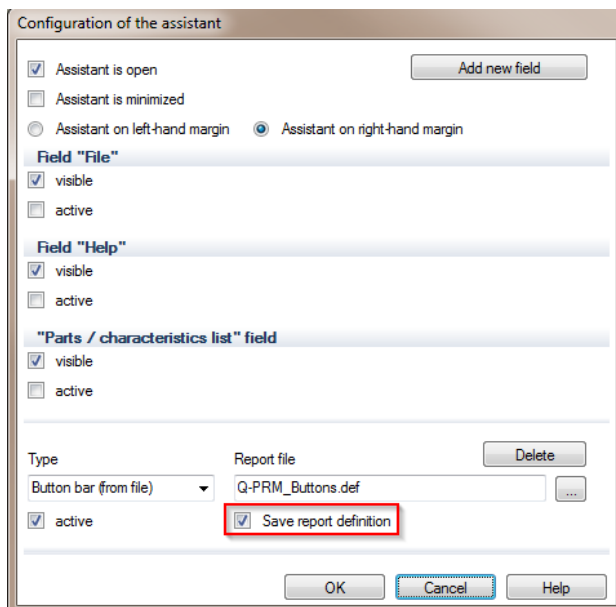 Configuration of the assistant
Assistant is open
Add new field
Assistant is minimized
Assistant on left-hand margin
Assistant on right-hand margin
Field "File"
visible
active
Field "Help"
visible
active
"Parts / characteristics list" field
visible
active
Delete
Type
Report file
Button bar (from file)
Q-PRM_Buttons.def
...
active
Save report definition
OK
Cancel
Help